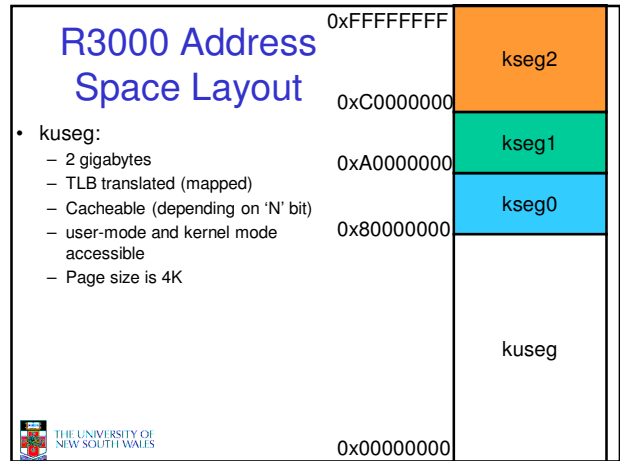 R3000 Address
Space Layout
• kuseg:
– 2 gigabytes
– TLB translated (mapped)
– Cacheable (depending on ‘N’ bit)
– user-mode and kernel mode
accessible
– Page size is 4K
0xFFFFFFFF
kseg2
0xC0000000
kseg1
0xA0000000
kseg0
0x80000000
kuseg
0x00000000
THE UNIVERSITY OF
NEW SOUTH WALES